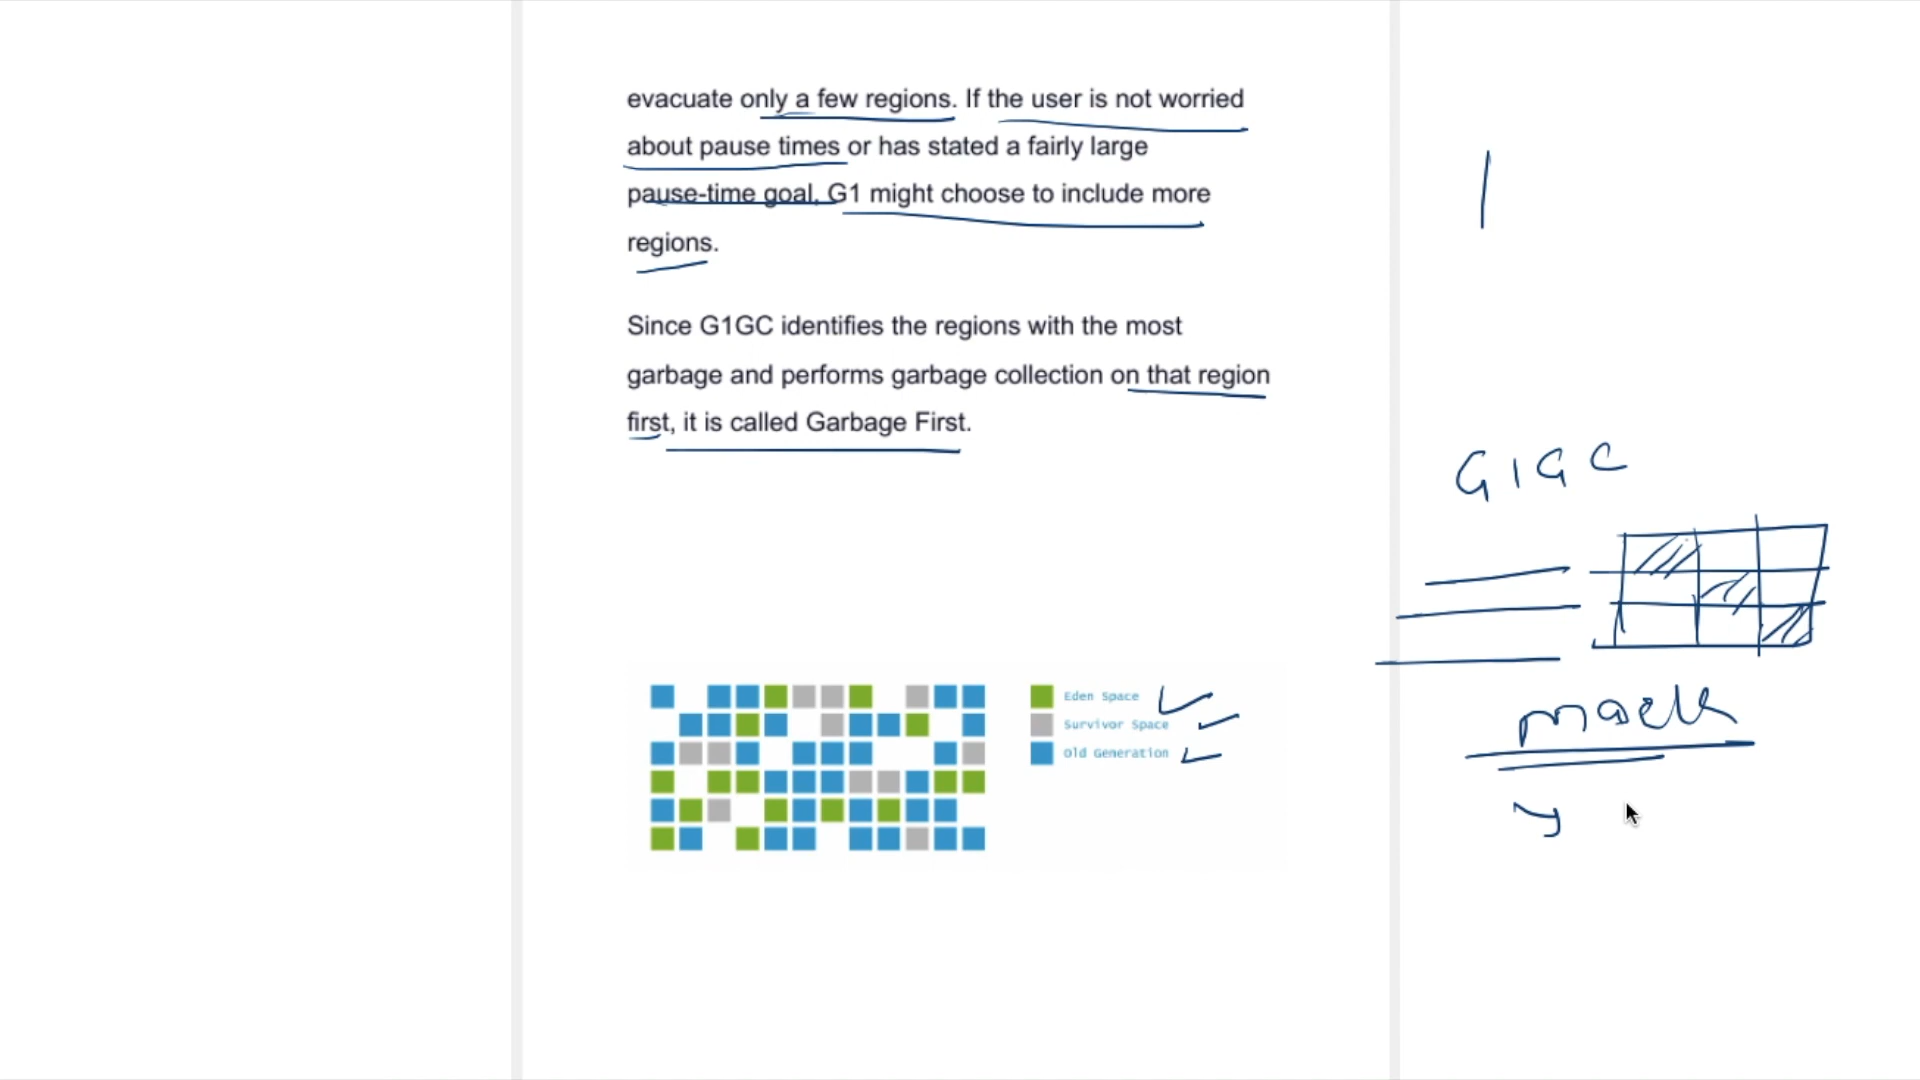 evacuate only a few regions. If the user is not worried
about pause times or has stated a fairly large
pause-time goal, G1 might choose to include more
regions.
Since G1GC identifies the regions with the most
garbage and performs garbage collection on that region
first, it is called Garbage First.
Eden Space
Survivor Space
Old Generation
G1GC
mark